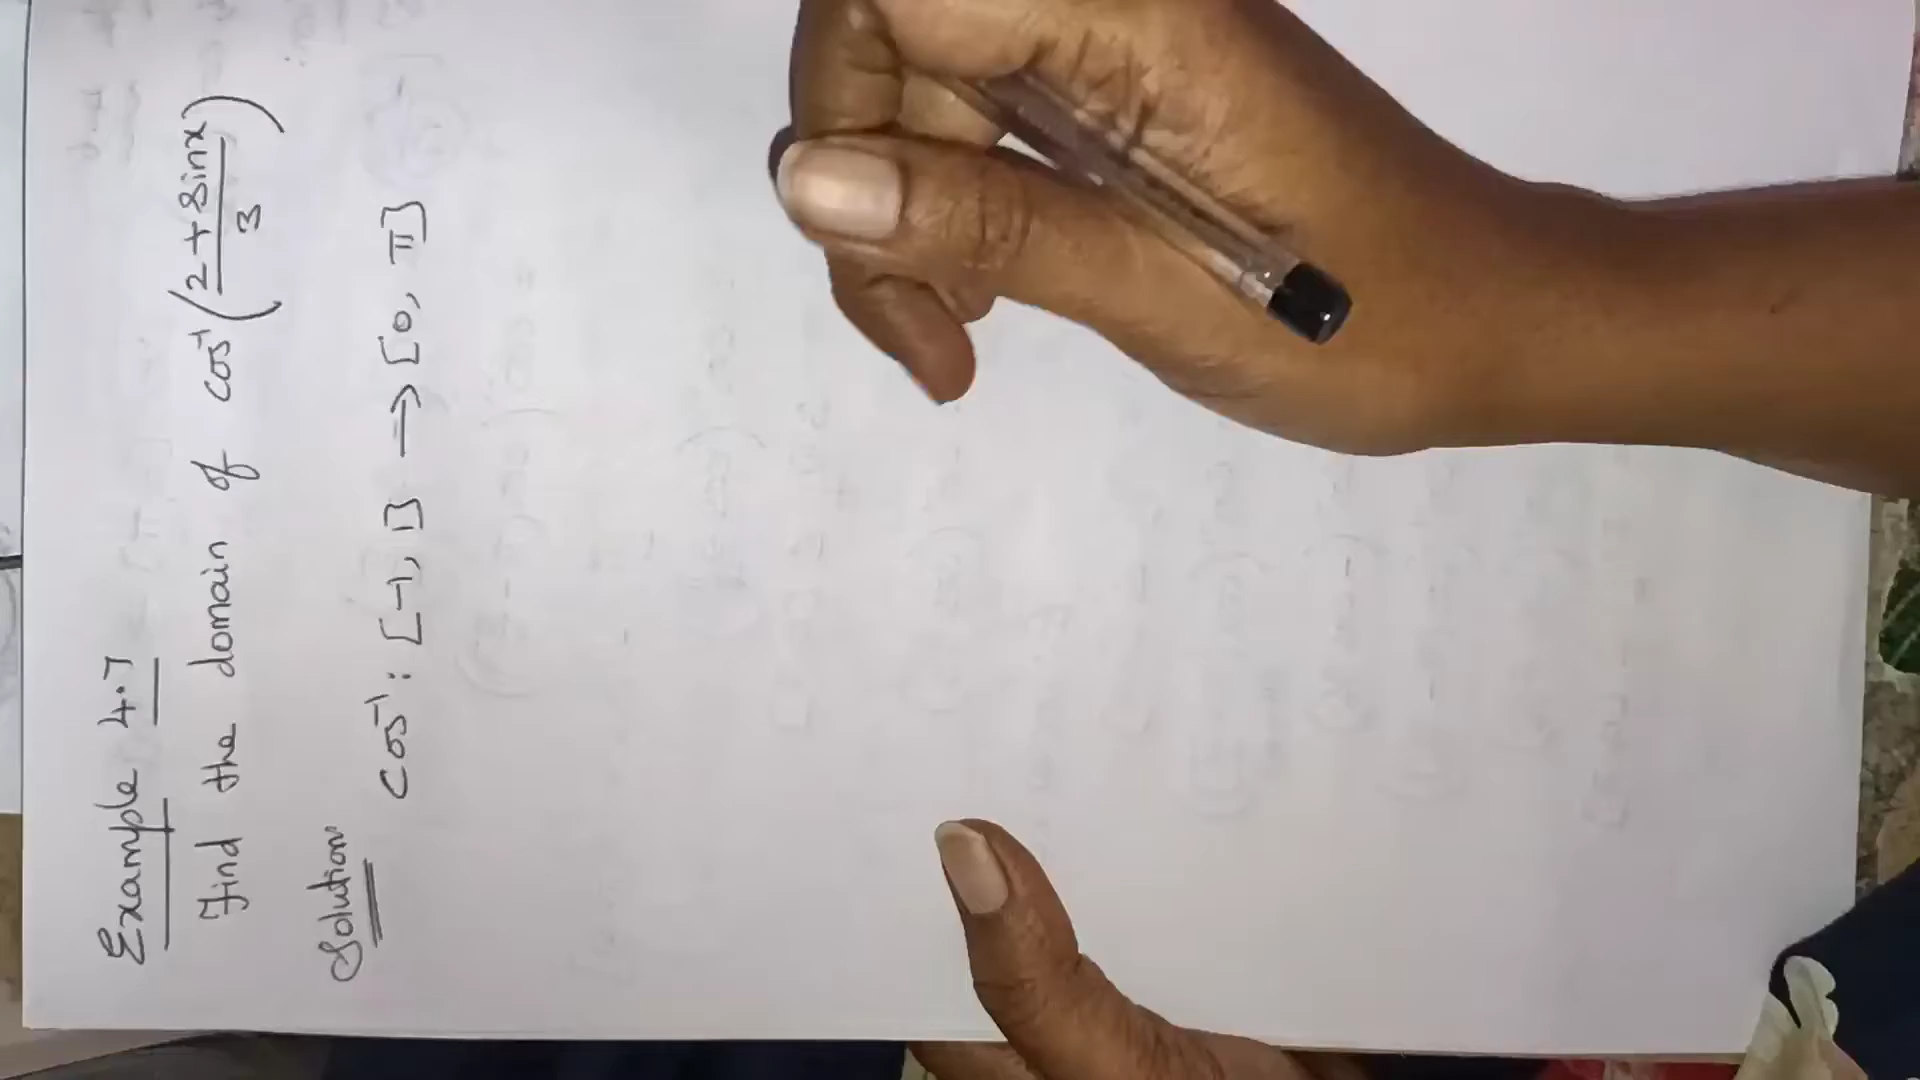 Example 4.7
Find the domain of cos⁻¹((2+sinx)/3)
Solution
cos⁻¹: [-1, 1] → [0, π]